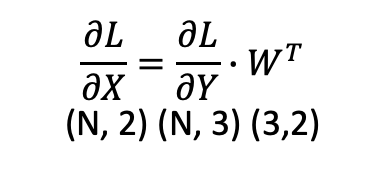 ∂L/∂X = ∂L/∂Y · W^T
(N, 2) (N, 3) (3,2)